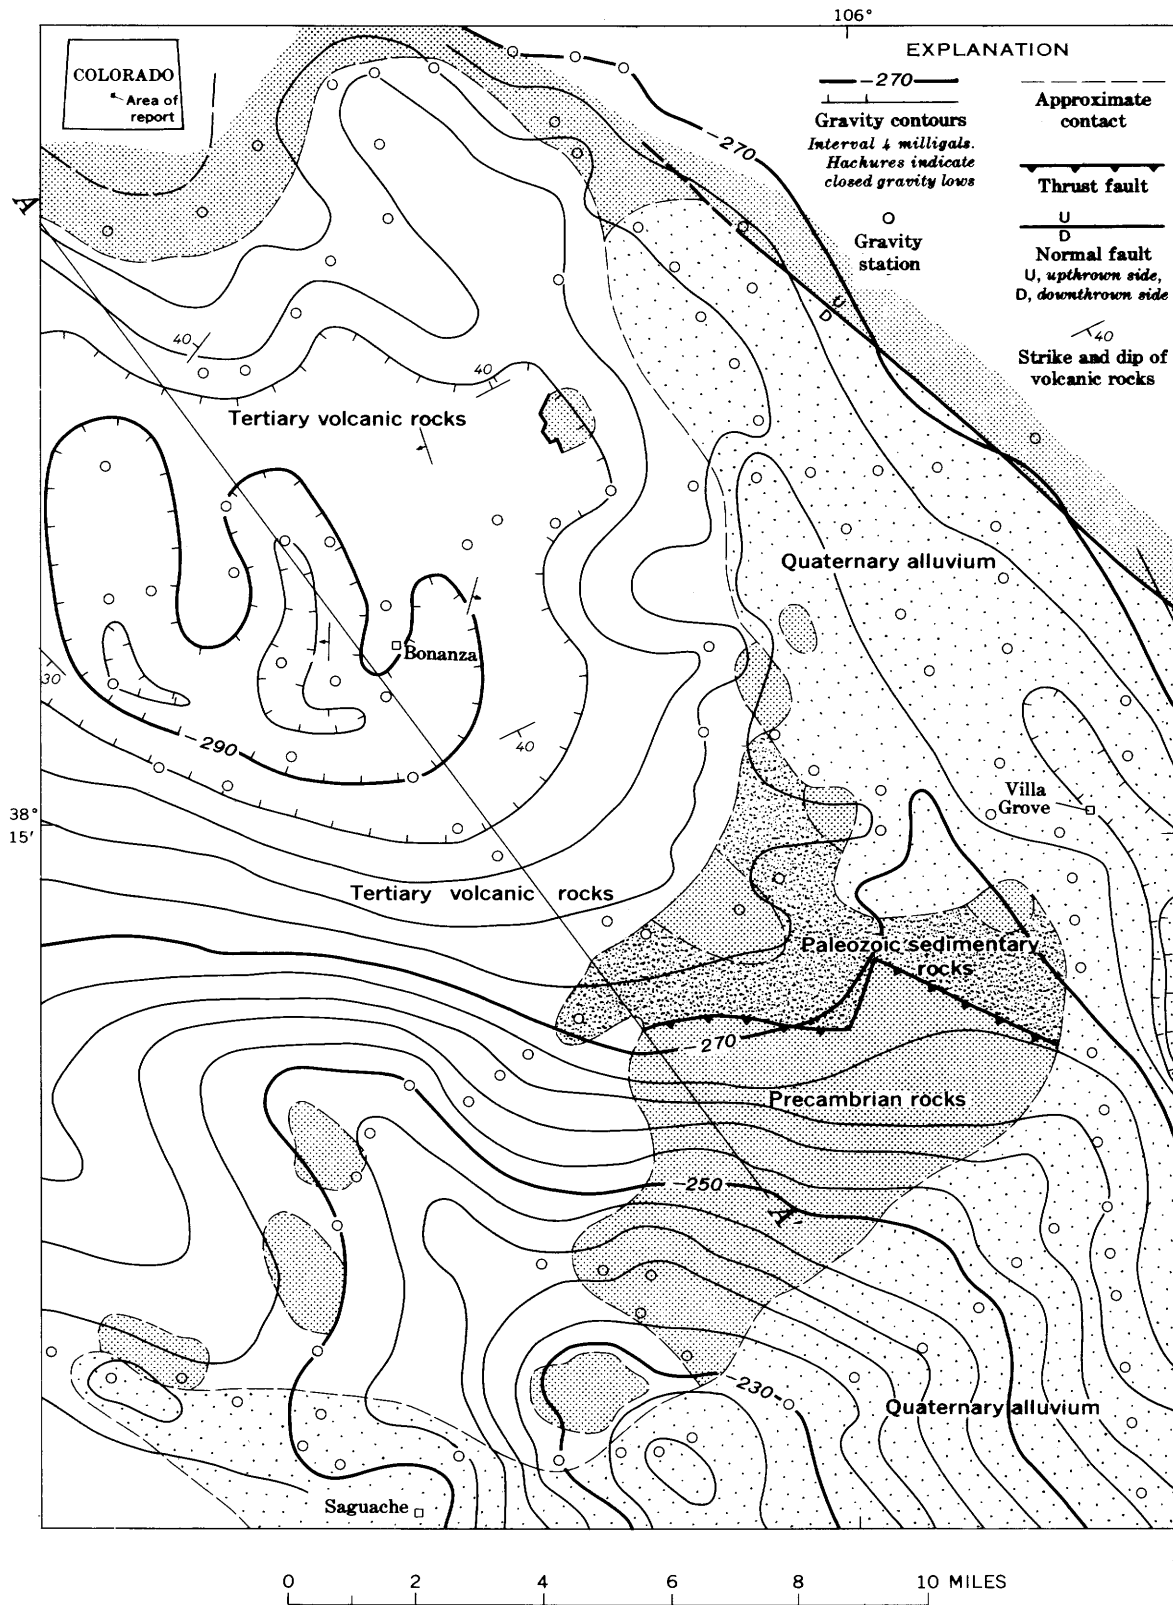 106°
COLORADO
Area of
report
EXPLANATION
-270
Gravity contours
Interval 4 milligals.
Hachures indicate
closed gravity lows
Gravity
station
Approximate
contact
Thrust fault
U
D
Normal fault
U, upthrown side,
D, downthrown side
40
Strike and dip of
volcanic rocks
-270
A
U
D
40
40
Tertiary volcanic rocks
Quaternary alluvium
Bonanza
30
-290
40
Villa
Grove
38°
15'
Tertiary volcanic rocks
Paleozoic sedimentary
rocks
-270
Precambrian rocks
-250
A'
-230
Quaternary alluvium
Saguache
0 2 4 6 8 10 MILES